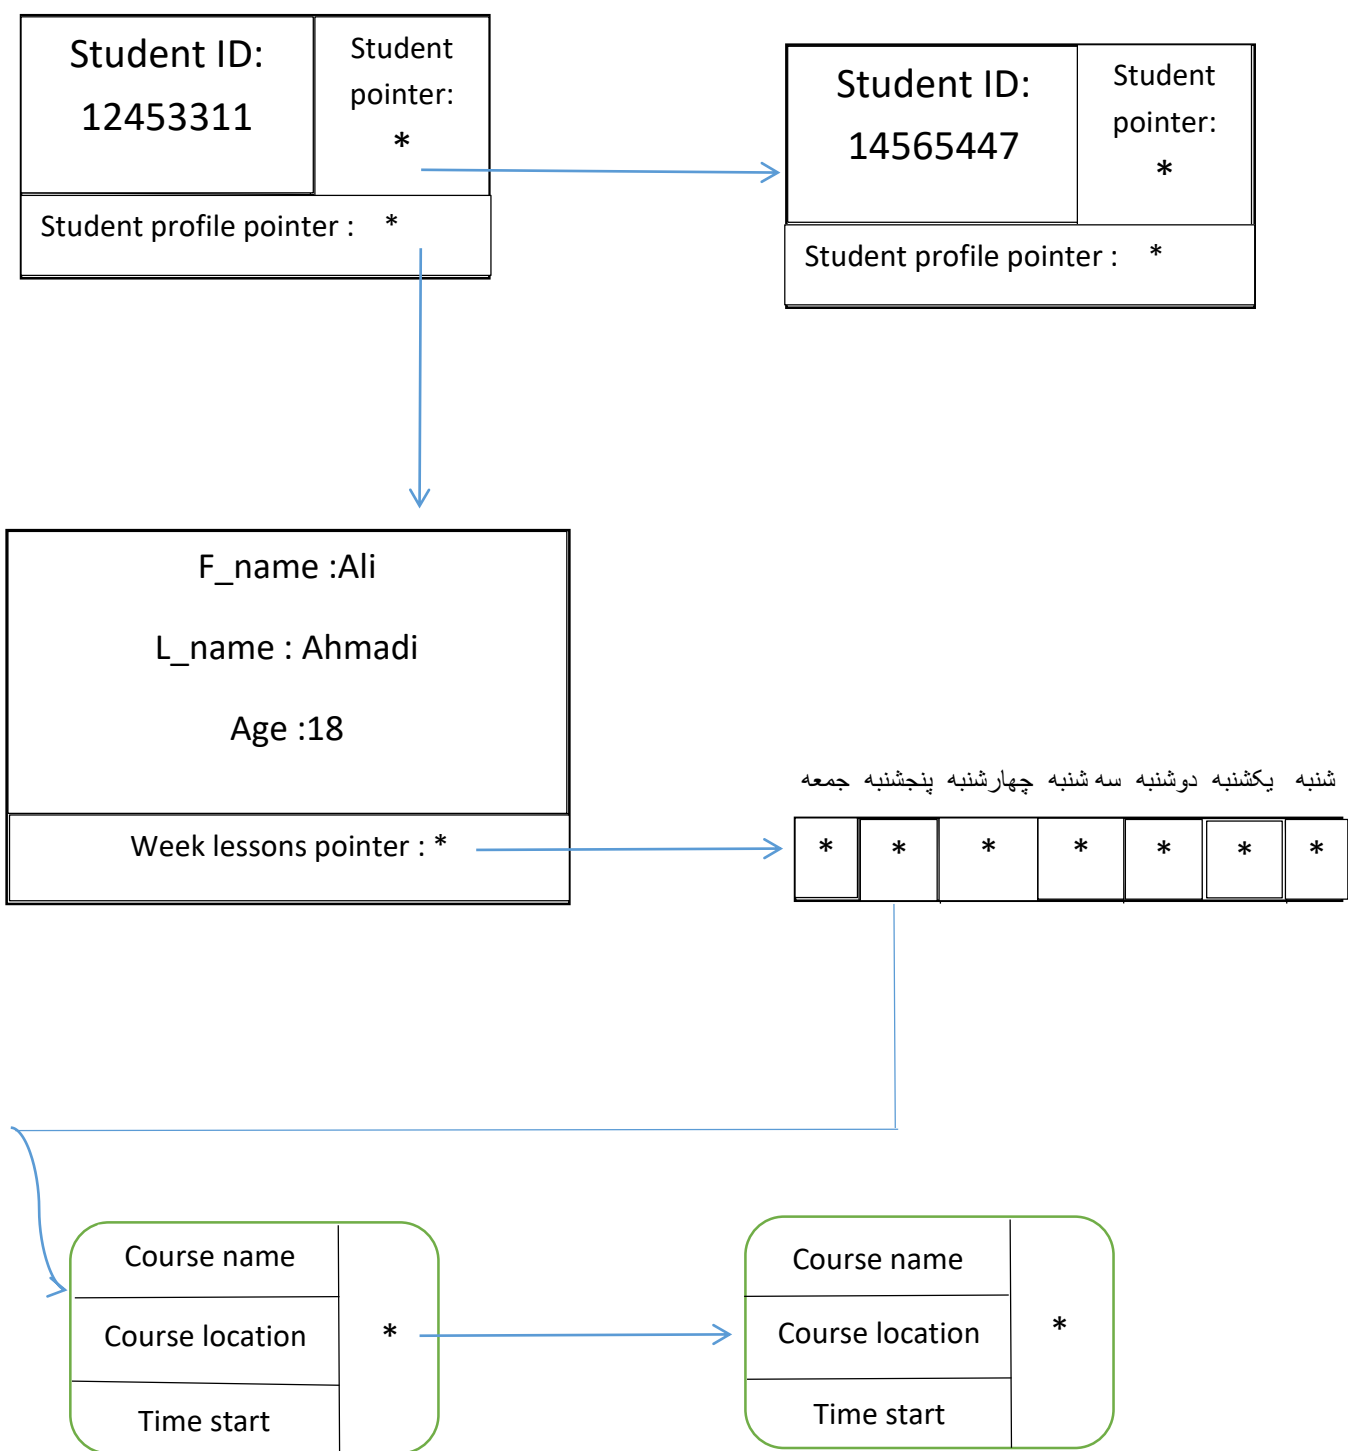 Student ID:
12453311
Student
pointer:
*
Student profile pointer :    *
Student ID:
14565447
Student
pointer:
*
Student profile pointer :    *
F_name :Ali
L_name : Ahmadi
Age :18
Week lessons pointer : *
شنبه یکشنبه دوشنبه سه شنبه چهارشنبه پنجشنبه جمعه
* * * * * * *
Course name
Course location
Time start
*
Course name
Course location
Time start
*